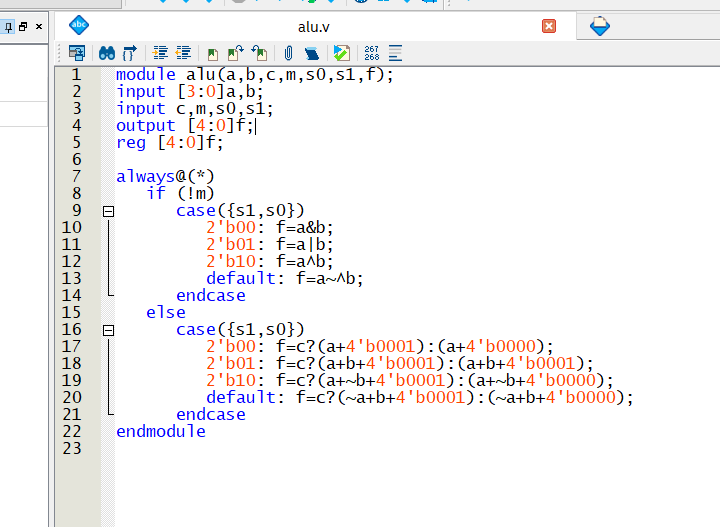 abc
alu.v
267
268
1 module alu(a,b,c,m,s0,s1,f);
2 input [3:0]a,b;
3 input c,m,s0,s1;
4 output [4:0]f;
5 reg [4:0]f;
6
7 always@(*)
8 if (!m)
9 case({s1,s0})
10 2'b00: f=a&b;
11 2'b01: f=a|b;
12 2'b10: f=a^b;
13 default: f=a~^b;
14 endcase
15 else
16 case({s1,s0})
17 2'b00: f=c?(a+4'b0001):(a+4'b0000);
18 2'b01: f=c?(a+b+4'b0001):(a+b+4'b0001);
19 2'b10: f=c?(a+~b+4'b0001):(a+~b+4'b0000);
20 default: f=c?(~a+b+4'b0001):(~a+b+4'b0000);
21 endcase
22 endmodule
23